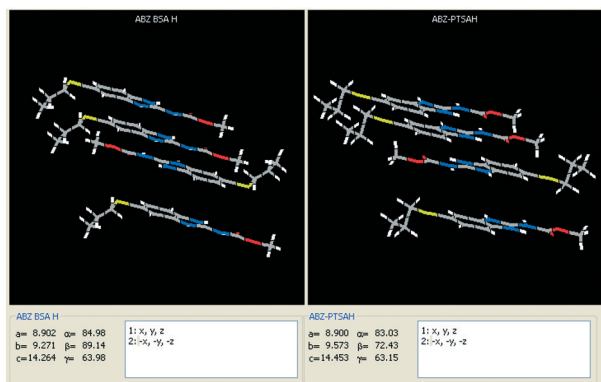 ABZ BSA H
ABZ-PTSAH
ABZ BSA H
a= 8.902 α= 84.98
b= 9.271 β= 89.14
c=14.264 γ= 63.98
1: x, y, z
2: -x, -y, -z
ABZ-PTSAH
a= 8.900 α= 83.03
b= 9.573 β= 72.43
c=14.453 γ= 63.15
1: x, y, z
2: -x, -y, -z